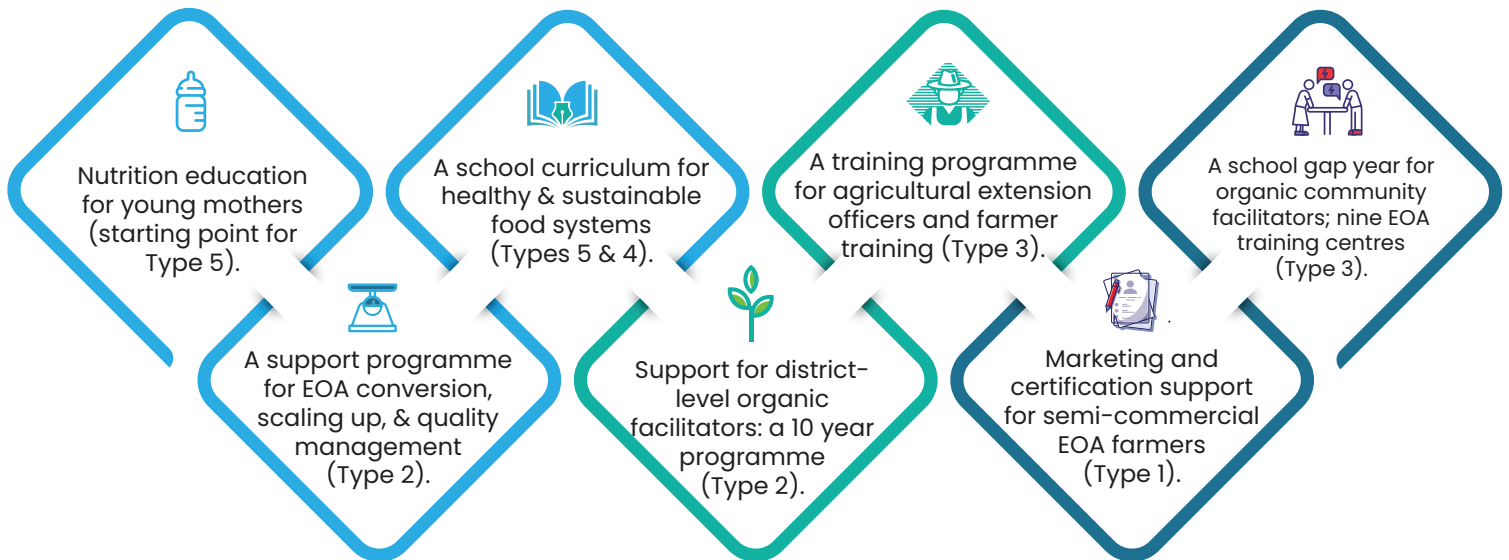 Nutrition education
for young mothers
(starting point for
Type 5).
A support programme
for EOA conversion,
scaling up, & quality
management
(Type 2).
A school curriculum for
healthy & sustainable
food systems
(Types 5 & 4).
Support for district-
level organic
facilitators: a 10 year
programme
(Type 2).
A training programme
for agricultural extension
officers and farmer
training (Type 3).
.
Marketing and
certification support
for semi-commercial
EOA farmers
(Type 1).
A school gap year for
organic community
facilitators; nine EOA
training centres
(Type 3).